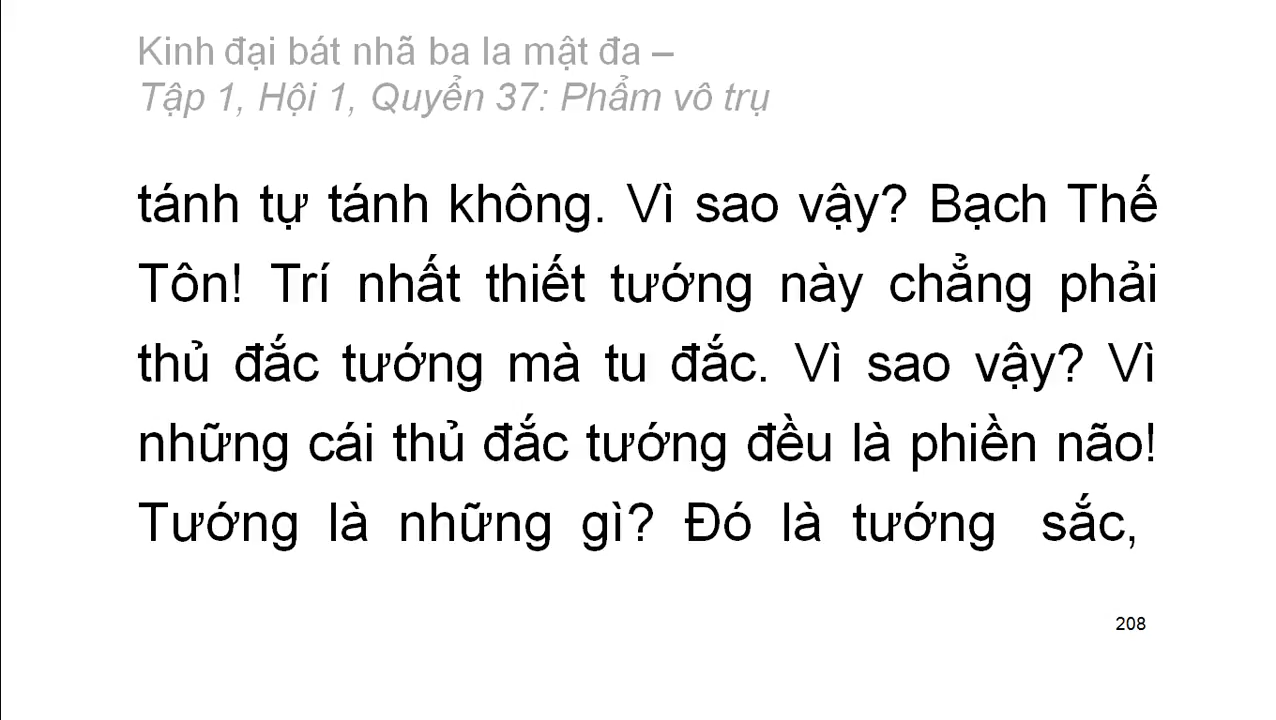 Kinh đại bát nhã ba la mật đa –
Tập 1, Hội 1, Quyển 37: Phẩm vô trụ
tánh tự tánh không. Vì sao vậy? Bạch Thế
Tôn! Trí nhất thiết tướng này chẳng phải
thủ đắc tướng mà tu đắc. Vì sao vậy? Vì
những cái thủ đắc tướng đều là phiền não!
Tướng là những gì? Đó là tướng sắc,
208